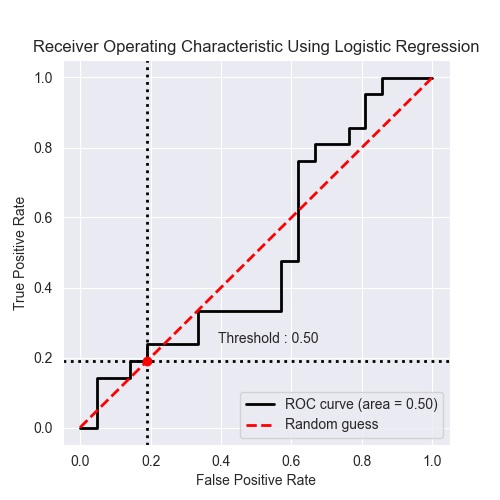 Receiver Operating Characteristic Using Logistic Regression
1.0
0.8
0.6
0.4
0.2
0.0
True Positive Rate
Threshold : 0.50
ROC curve (area = 0.50)
Random guess
0.0 0.2 0.4 0.6 0.8 1.0
False Positive Rate